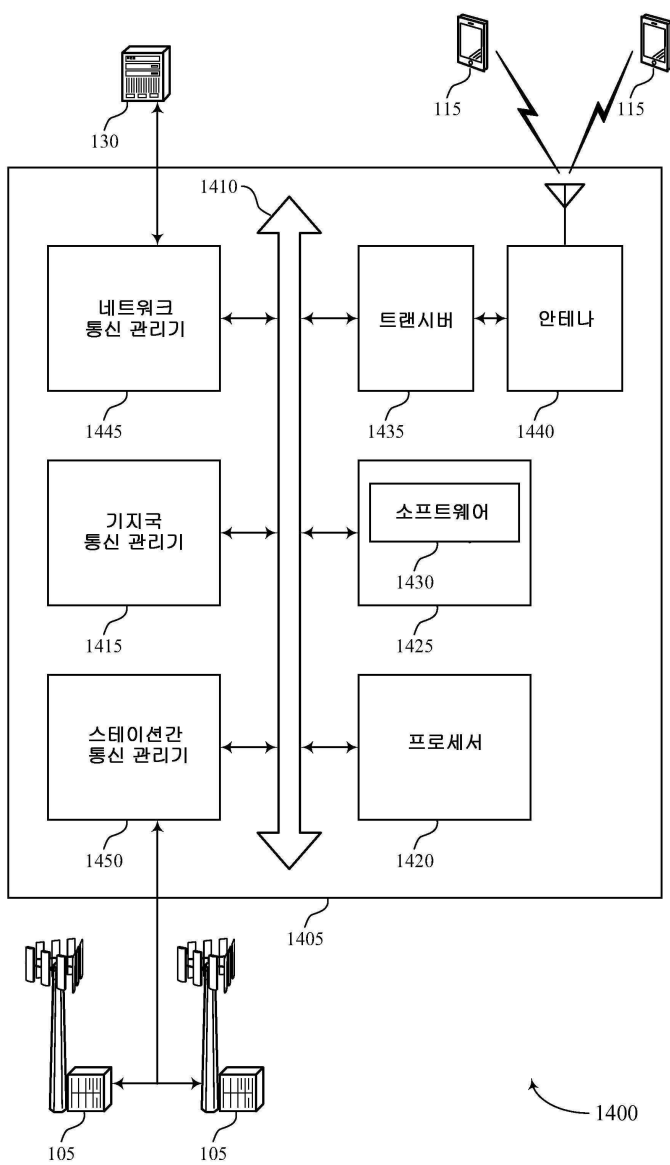 130
115
115
1410
네트워크
통신 관리기
트랜시버
안테나
1445
1435
1440
기지국
통신 관리기
소프트웨어
1430
1415
1425
스테이션간
통신 관리기
프로세서
1450
1420
1405
105
105
1400